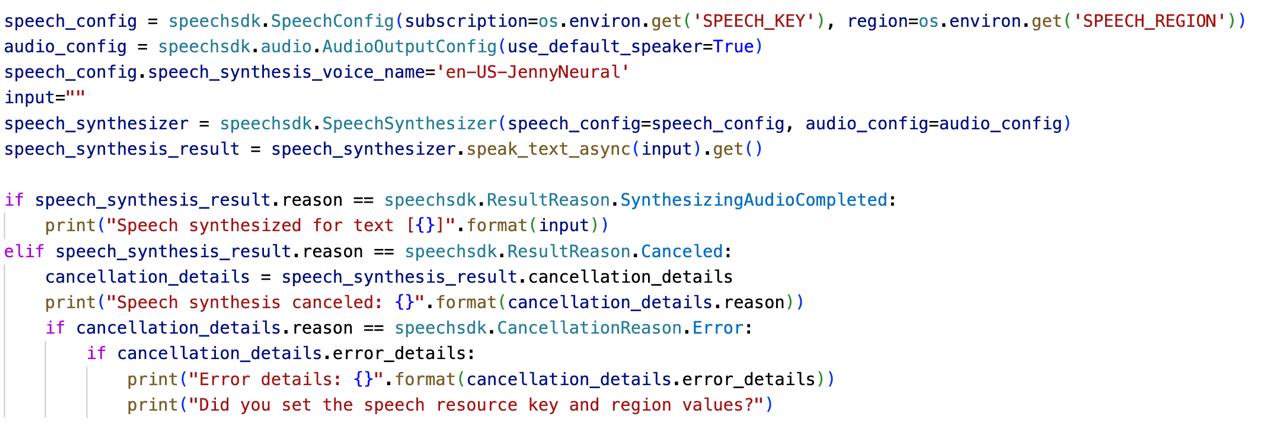 speech_config = speechsdk.SpeechConfig(subscription=os.environ.get('SPEECH_KEY'), region=os.environ.get('SPEECH_REGION'))
audio_config = speechsdk.audio.AudioOutputConfig(use_default_speaker=True)
speech_config.speech_synthesis_voice_name='en-US-JennyNeural'
input=""
speech_synthesizer = speechsdk.SpeechSynthesizer(speech_config=speech_config, audio_config=audio_config)
speech_synthesis_result = speech_synthesizer.speak_text_async(input).get()

if speech_synthesis_result.reason == speechsdk.ResultReason.SynthesizingAudioCompleted:
    print("Speech synthesized for text [{}]".format(input))
elif speech_synthesis_result.reason == speechsdk.ResultReason.Canceled:
    cancellation_details = speech_synthesis_result.cancellation_details
    print("Speech synthesis canceled: {}".format(cancellation_details.reason))
    if cancellation_details.reason == speechsdk.CancellationReason.Error:
        if cancellation_details.error_details:
            print("Error details: {}".format(cancellation_details.error_details))
            print("Did you set the speech resource key and region values?")